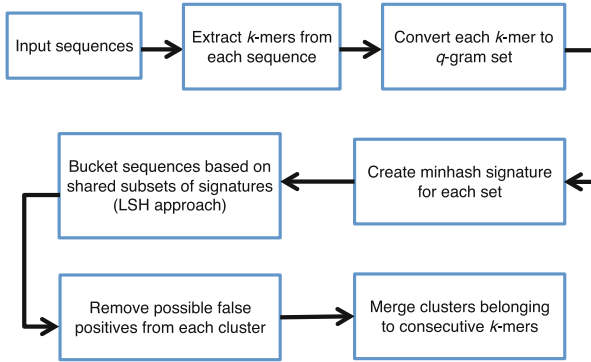 Input sequences
Extract k-mers from
each sequence
Convert each k-mer to
q-gram set
Create minhash signature
for each set
Bucket sequences based on
shared subsets of signatures
(LSH approach)
Remove possible false
positives from each cluster
Merge clusters belonging
to consecutive k-mers